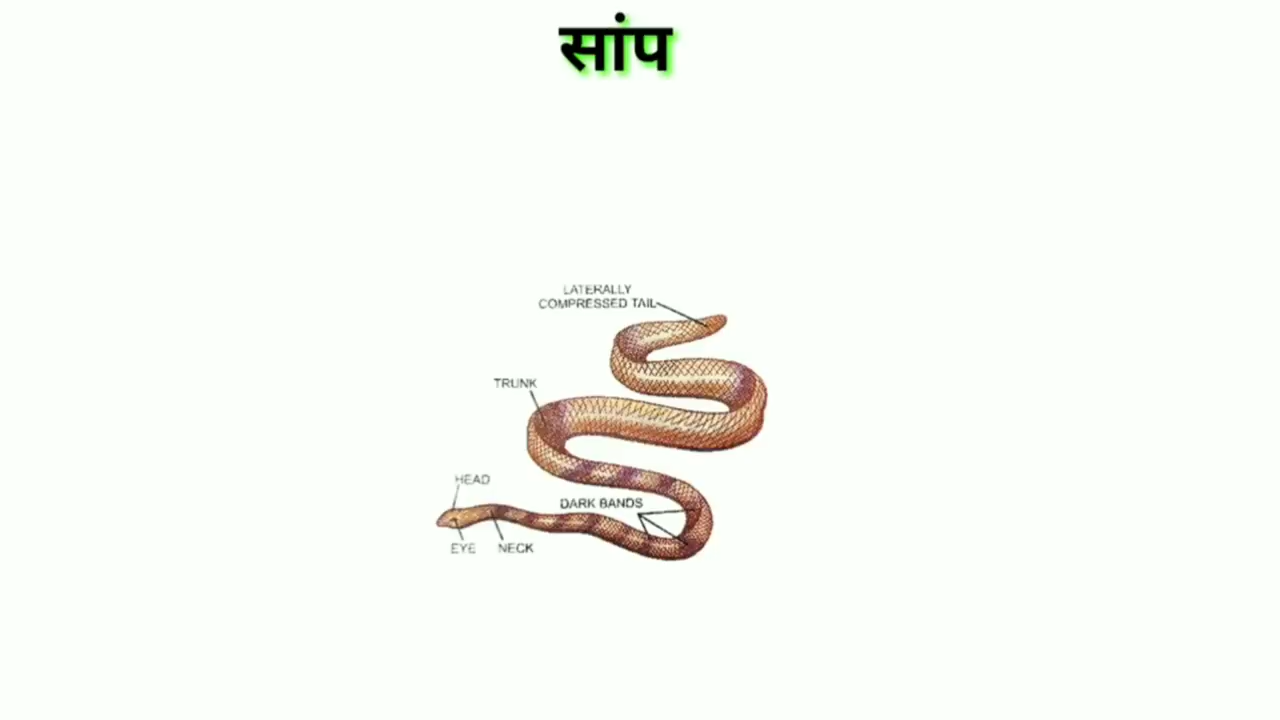 सांप
LATERALLY
COMPRESSED TAIL
TRUNK
HEAD
DARK BANDS
EYE
NECK